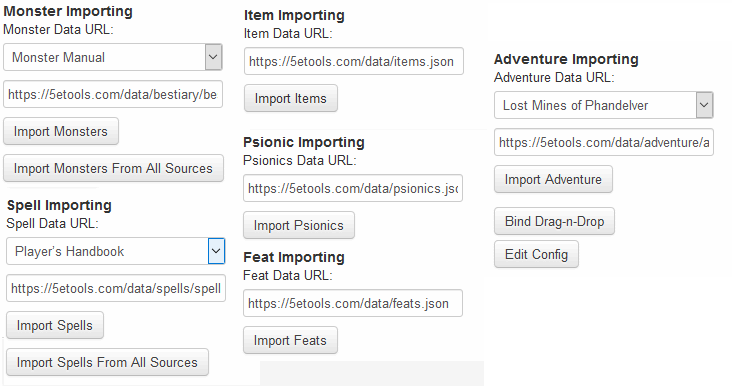 Monster Importing
Monster Data URL:
Monster Manual
https://5etools.com/data/bestiary/be
Import Monsters
Import Monsters From All Sources
Spell Importing
Spell Data URL:
Player's Handbook
https://5etools.com/data/spells/spell
Import Spells
Import Spells From All Sources
Item Importing
Item Data URL:
https://5etools.com/data/items.json
Import Items
Psionic Importing
Psionics Data URL:
https://5etools.com/data/psionics.jsc
Import Psionics
Feat Importing
Feat Data URL:
https://5etools.com/data/feats.json
Import Feats
Adventure Importing
Adventure Data URL:
Lost Mines of Phandelver
https://5etools.com/data/adventure/a
Import Adventure
Bind Drag-n-Drop
Edit Config